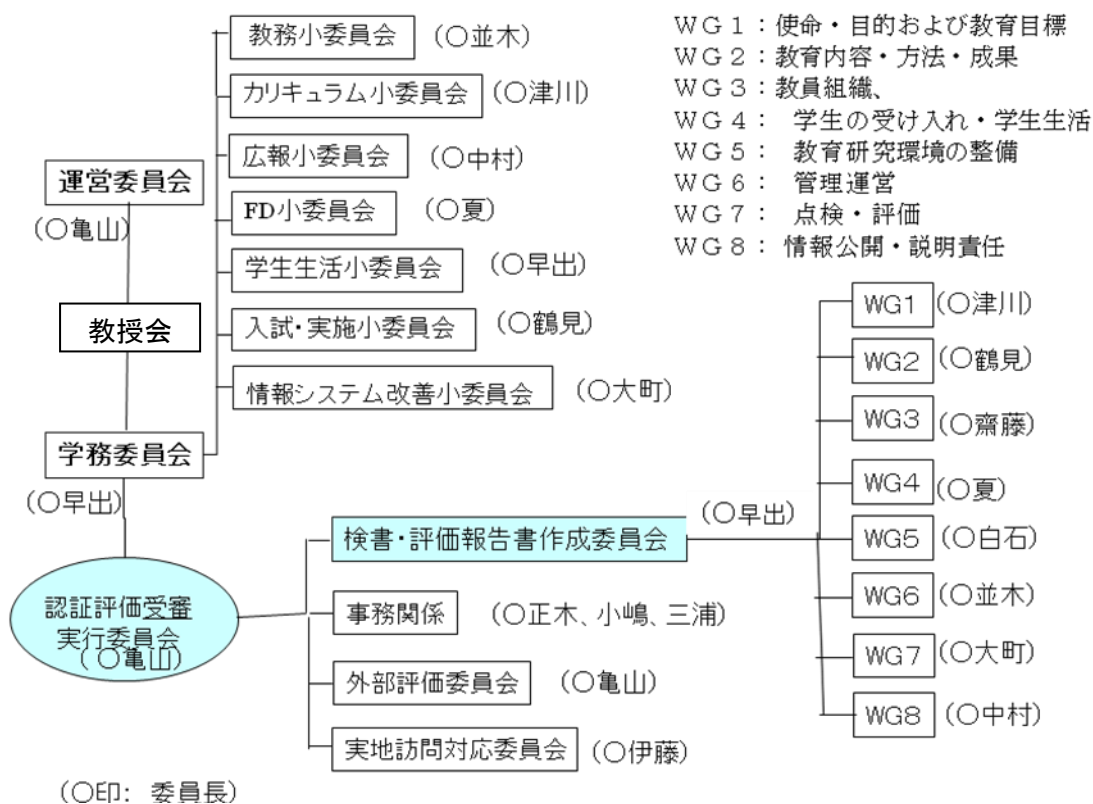 教務小委員会 (○並木)
カリキュラム小委員会 (○津川)
広報小委員会 (○中村)
運営委員会
(○亀山)
FD小委員会 (○夏)
学生生活小委員会 (○早出)
教授会
入試・実施小委員会 (○鶴見)
情報システム改善小委員会 (○大町)
学務委員会
(○早出)
WG1:使命・目的および教育目標
WG2:教育内容・方法・成果
WG3:教員組織、
WG4: 学生の受け入れ・学生生活
WG5: 教育研究環境の整備
WG6: 管理運営
WG7: 点検・評価
WG8: 情報公開・説明責任
認証評価受審
実行委員会
(○亀山)
検書・評価報告書作成委員会 (○早出)
事務関係 (○正木、小嶋、三浦)
外部評価委員会 (○亀山)
実地訪問対応委員会 (○伊藤)
WG1 (○津川)
WG2 (○鶴見)
WG3 (○齋藤)
WG4 (○夏)
WG5 (○白石)
WG6 (○並木)
WG7 (○大町)
WG8 (○中村)
(○印: 委員長)